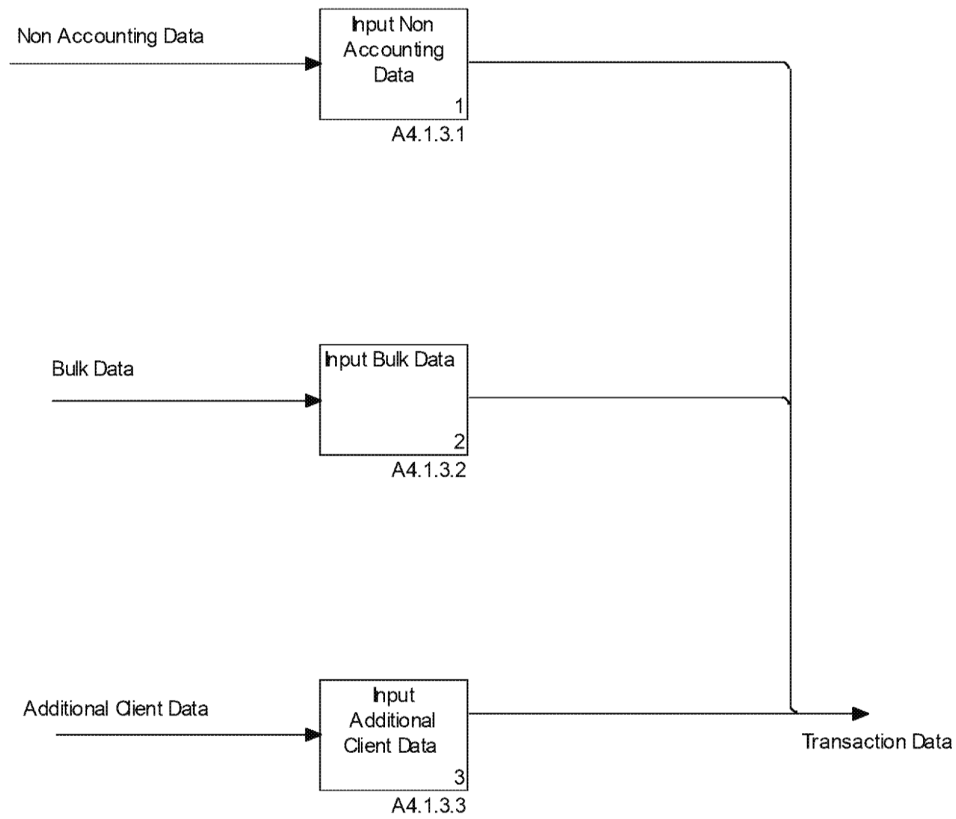 Non Accounting Data
Input Non
Accounting
Data
1
A4.1.3.1
Bulk Data
Input Bulk Data
2
A4.1.3.2
Additional Client Data
Input
Additional
Client Data
3
A4.1.3.3
Transaction Data